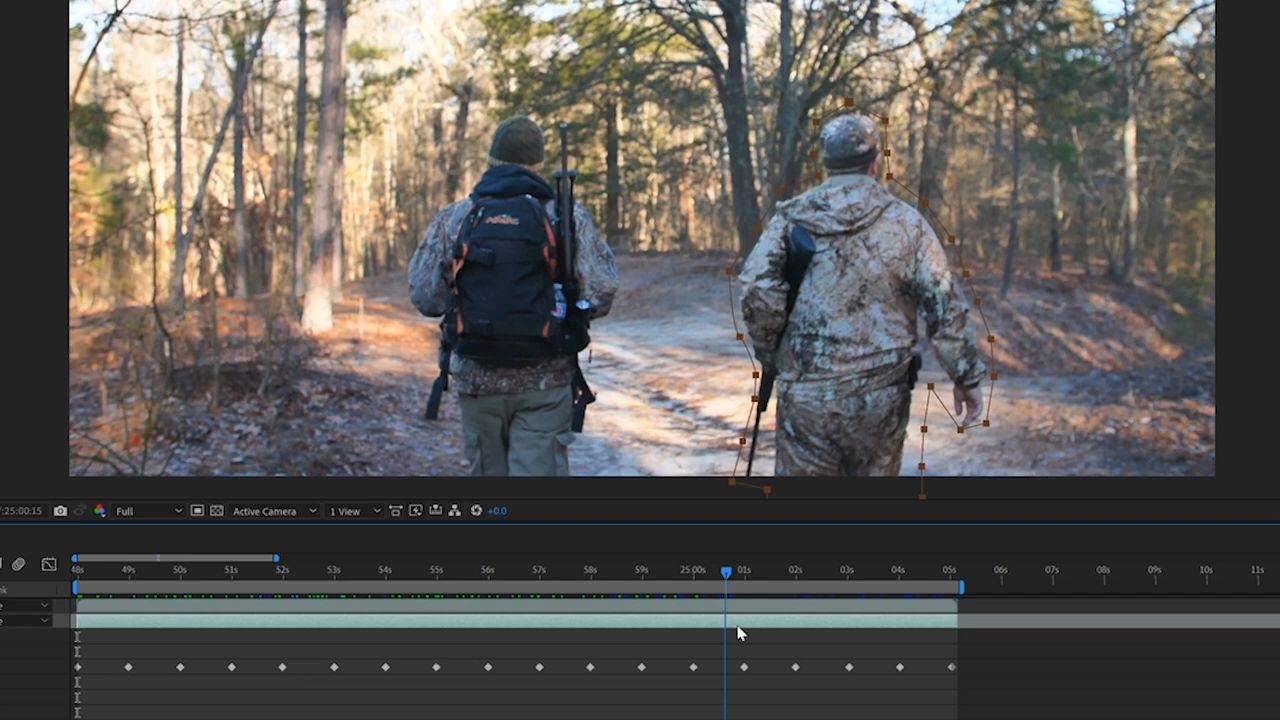 :25:00:15 Full Active Camera 1 View +0.0
48s 49s 50s 51s 52s 53s 54s 55s 56s 57s 58s 59s 25:00s 01s 02s 03s 04s 05s 06s 07s 08s 09s 10s 11s
nk
e
e